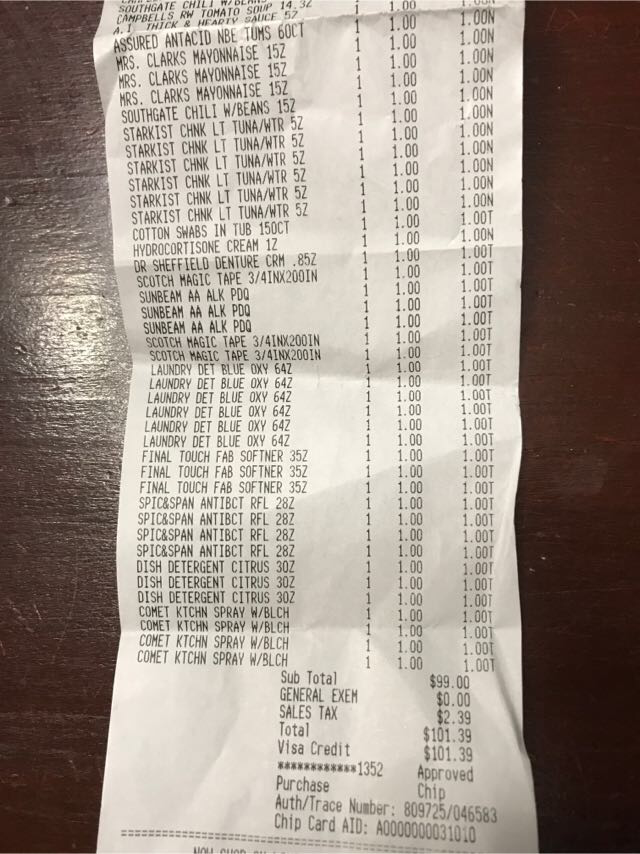 SOUTHGATE CHILI W/BEANS 1 1.00 1.00N
CAMPBELLS RW TOMATO SOUP 14.3Z 1 1.00 1.00N
A.1. THICK & HEARTY SAUCE 5Z 1 1.00 1.00N
ASSURED ANTACID NBE TUMS 60CT 1 1.00 1.00N
MRS. CLARKS MAYONNAISE 15Z 1 1.00 1.00N
MRS. CLARKS MAYONNAISE 15Z 1 1.00 1.00N
MRS. CLARKS MAYONNAISE 15Z 1 1.00 1.00N
SOUTHGATE CHILI W/BEANS 15Z 1 1.00 1.00N
STARKIST CHNK LT TUNA/WTR 5Z 1 1.00 1.00N
STARKIST CHNK LT TUNA/WTR 5Z 1 1.00 1.00N
STARKIST CHNK LT TUNA/WTR 5Z 1 1.00 1.00N
STARKIST CHNK LT TUNA/WTR 5Z 1 1.00 1.00N
STARKIST CHNK LT TUNA/WTR 5Z 1 1.00 1.00N
STARKIST CHNK LT TUNA/WTR 5Z 1 1.00 1.00N
COTTON SWABS IN TUB 150CT 1 1.00 1.00T
HYDROCORTISONE CREAM 1Z 1 1.00 1.00N
DR SHEFFIELD DENTURE CRM .85Z 1 1.00 1.00T
SCOTCH MAGIC TAPE 3/4INX200IN 1 1.00 1.00T
SUNBEAM AA ALK PDQ 1 1.00 1.00T
SUNBEAM AA ALK PDQ 1 1.00 1.00T
SUNBEAM AA ALK PDQ 1 1.00 1.00T
SCOTCH MAGIC TAPE 3/4INX200IN 1 1.00 1.00T
SCOTCH MAGIC TAPE 3/4INX200IN 1 1.00 1.00T
LAUNDRY DET BLUE OXY 64Z 1 1.00 1.00T
LAUNDRY DET BLUE OXY 64Z 1 1.00 1.00T
LAUNDRY DET BLUE OXY 64Z 1 1.00 1.00T
LAUNDRY DET BLUE OXY 64Z 1 1.00 1.00T
LAUNDRY DET BLUE OXY 64Z 1 1.00 1.00T
LAUNDRY DET BLUE OXY 64Z 1 1.00 1.00T
FINAL TOUCH FAB SOFTNER 35Z 1 1.00 1.00T
FINAL TOUCH FAB SOFTNER 35Z 1 1.00 1.00T
FINAL TOUCH FAB SOFTNER 35Z 1 1.00 1.00T
SPIC&SPAN ANTIBCT RFL 28Z 1 1.00 1.00T
SPIC&SPAN ANTIBCT RFL 28Z 1 1.00 1.00T
SPIC&SPAN ANTIBCT RFL 28Z 1 1.00 1.00T
SPIC&SPAN ANTIBCT RFL 28Z 1 1.00 1.00T
DISH DETERGENT CITRUS 30Z 1 1.00 1.00T
DISH DETERGENT CITRUS 30Z 1 1.00 1.00T
DISH DETERGENT CITRUS 30Z 1 1.00 1.00T
COMET KTCHN SPRAY W/BLCH 1 1.00 1.00T
COMET KTCHN SPRAY W/BLCH 1 1.00 1.00T
COMET KTCHN SPRAY W/BLCH 1 1.00 1.00T
COMET KTCHN SPRAY W/BLCH 1 1.00 1.00T
Sub Total $99.00
GENERAL EXEM $0.00
SALES TAX $2.39
Total $101.39
Visa Credit $101.39
************1352 Approved
Purchase Chip
Auth/Trace Number: 809725/046583
Chip Card AID: A0000000031010